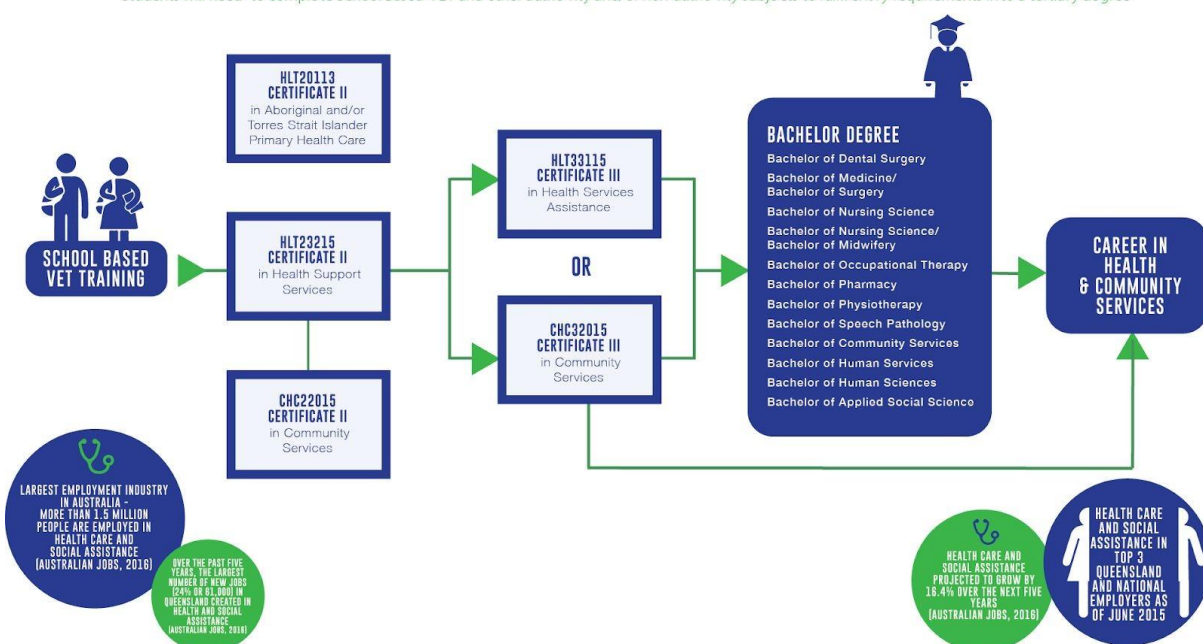 HLT20113
CERTIFICATE II
in Aboriginal and/or
Torres Strait Islander
Primary Health Care
SCHOOL BASED
VET TRAINING
HLT23215
CERTIFICATE II
in Health Support
Services
CHC22015
CERTIFICATE II
in Community
Services
HLT33115
CERTIFICATE III
in Health Services
Assistance
OR
CHC32015
CERTIFICATE III
in Community
Services
BACHELOR DEGREE
Bachelor of Dental Surgery
Bachelor of Medicine/
Bachelor of Surgery
Bachelor of Nursing Science
Bachelor of Nursing Science/
Bachelor of Midwifery
Bachelor of Occupational Therapy
Bachelor of Pharmacy
Bachelor of Physiotherapy
Bachelor of Speech Pathology
Bachelor of Community Services
Bachelor of Human Services
Bachelor of Human Sciences
Bachelor of Applied Social Science
CAREER IN
HEALTH
& COMMUNITY
SERVICES
LARGEST EMPLOYMENT INDUSTRY
IN AUSTRALIA -
MORE THAN 1.5 MILLION
PEOPLE ARE EMPLOYED IN
HEALTH CARE AND
SOCIAL ASSISTANCE
(AUSTRALIAN JOBS, 2016)
OVER THE PAST FIVE
YEARS, THE LARGEST
NUMBER OF NEW JOBS
(24% OR 61,000) IN
QUEENSLAND CREATED IN
HEALTH AND SOCIAL
ASSISTANCE
(AUSTRALIAN JOBS, 2016)
HEALTH CARE AND
SOCIAL ASSISTANCE
PROJECTED TO GROW BY
16.4% OVER THE NEXT FIVE
YEARS
(AUSTRALIAN JOBS, 2016)
HEALTH CARE
AND SOCIAL
ASSISTANCE IN
TOP 3
QUEENSLAND
AND NATIONAL
EMPLOYERS AS
OF JUNE 2015